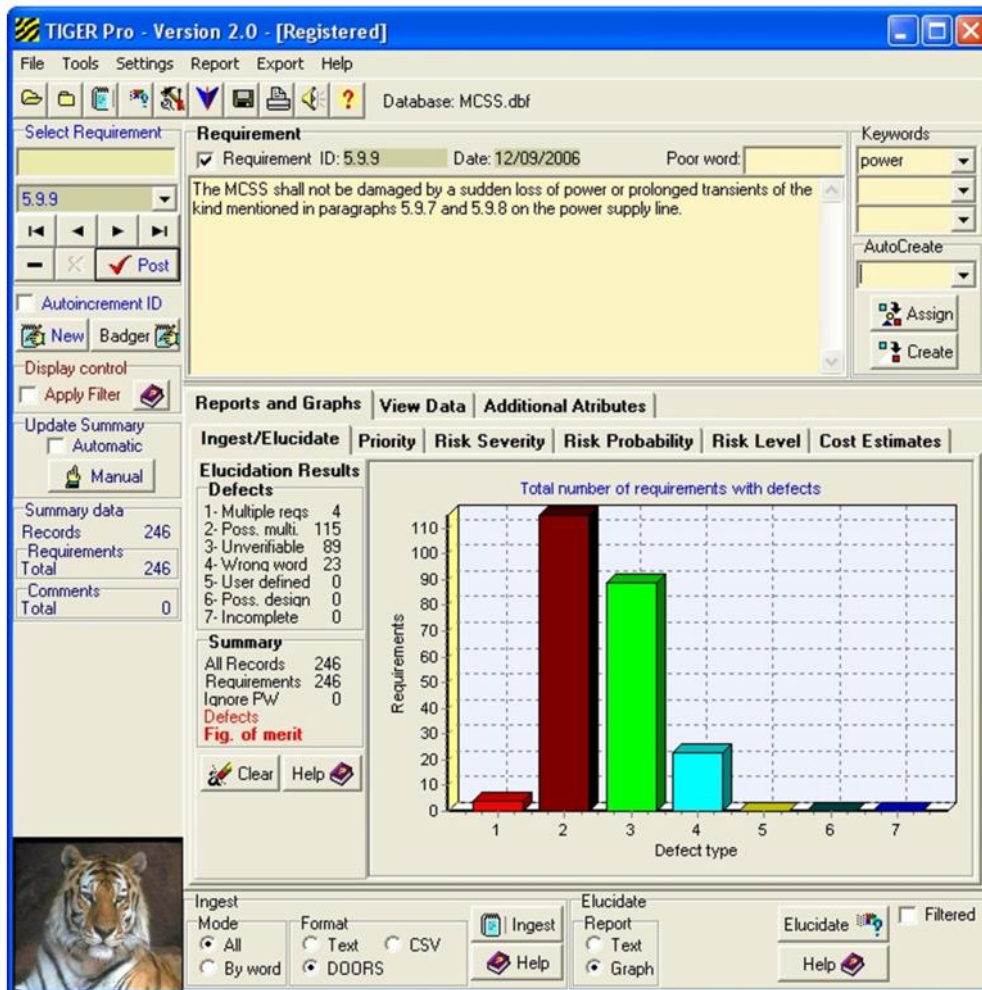 TIGER Pro - Version 2.0 - [Registered]
File Tools Settings Report Export Help
Database: MCSS.dbf
Select Requirement
5.9.9
Post
Autoincrement ID
New Badger
Display control
Apply Filter
Update Summary
Automatic
Manual
Summary data
Records 246
Requirements
Total 246
Comments
Total 0
Requirement
Requirement ID: 5.9.9 Date: 12/09/2006 Poor word:
The MCSS shall not be damaged by a sudden loss of power or prolonged transients of the
kind mentioned in paragraphs 5.9.7 and 5.9.8 on the power supply line.
Keywords
power
AutoCreate
Assign
Create
Reports and Graphs View Data Additional Atributes
Ingest/Elucidate Priority Risk Severity Risk Probability Risk Level Cost Estimates
Elucidation Results
Defects
1- Multiple reqs 4
2- Poss. multi. 115
3- Unverifiable 89
4- Wrong word 23
5- User defined 0
6- Poss. design 0
7- Incomplete 0
Summary
All Records 246
Requirements 246
Ignore PW 0
Defects
Fig. of merit
Clear Help
Total number of requirements with defects
Requirements
110
100
90
80
70
60
50
40
30
20
10
0
1 2 3 4 5 6 7
Defect type
Ingest
Mode
All
By word
Format
Text CSV
DOORS
Ingest
Help
Elucidate
Report
Text
Graph
Elucidate
Help
Filtered